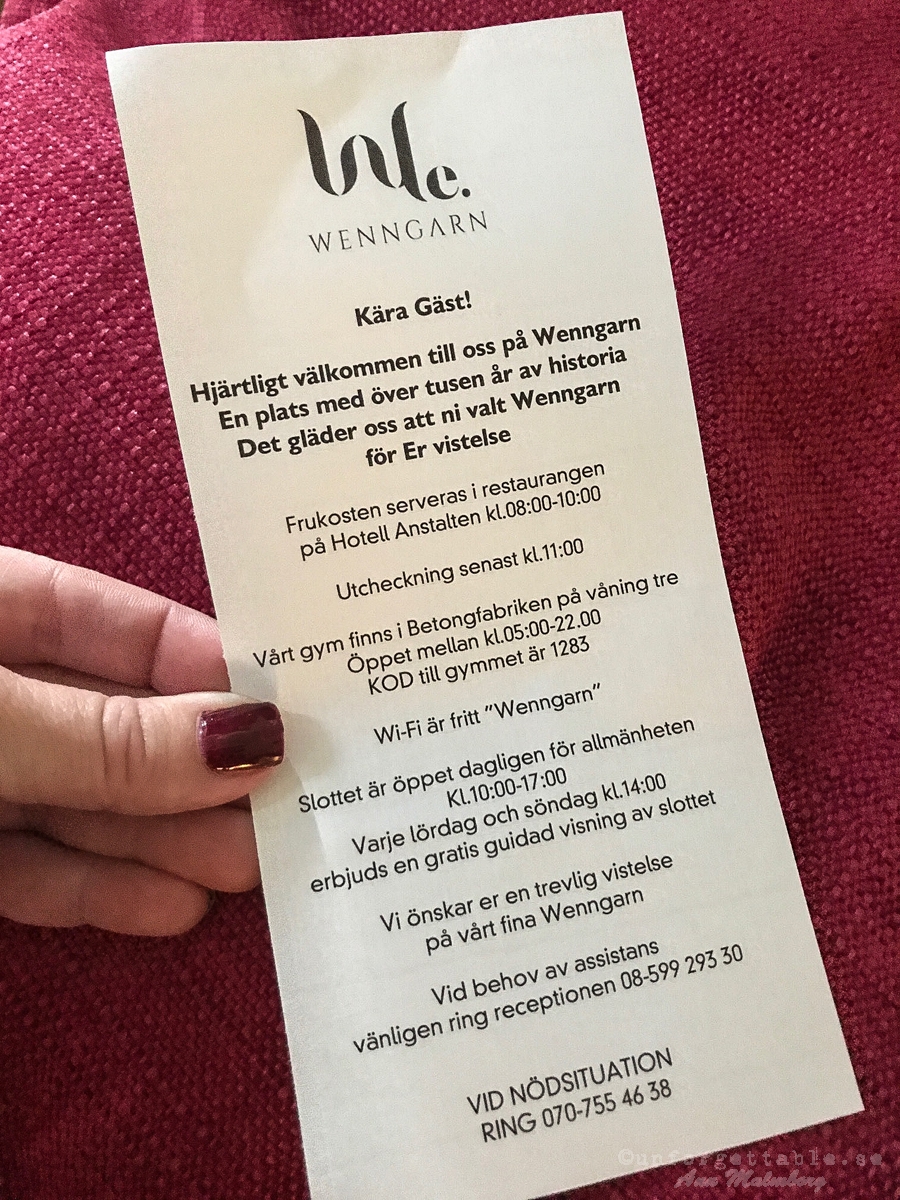 We.
WENNGARN
Kära Gäst!
Hjärtligt välkommen till oss på Wenngarn
En plats med över tusen år av historia
Det gläder oss att ni valt Wenngarn
för Er vistelse
Frukosten serveras i restaurangen
på Hotell Anstalten kl.08:00-10:00
Utcheckning senast kl.11:00
Vårt gym finns i Betongfabriken på våning tre
Öppet mellan kl.05:00-22.00
KOD till gymmet är 1283
Wi-Fi är fritt ”Wenngarn”
Slottet är öppet dagligen för allmänheten
Kl.10:00-17:00
Varje lördag och söndag kl.14:00
erbjuds en gratis guidad visning av slottet
Vi önskar er en trevlig vistelse
på vårt fina Wenngarn
Vid behov av assistans
vänligen ring receptionen 08-599 293 30
VID NÖDSITUATION
RING 070-755 46 38
©unforgettable.se
Ann Malmborg